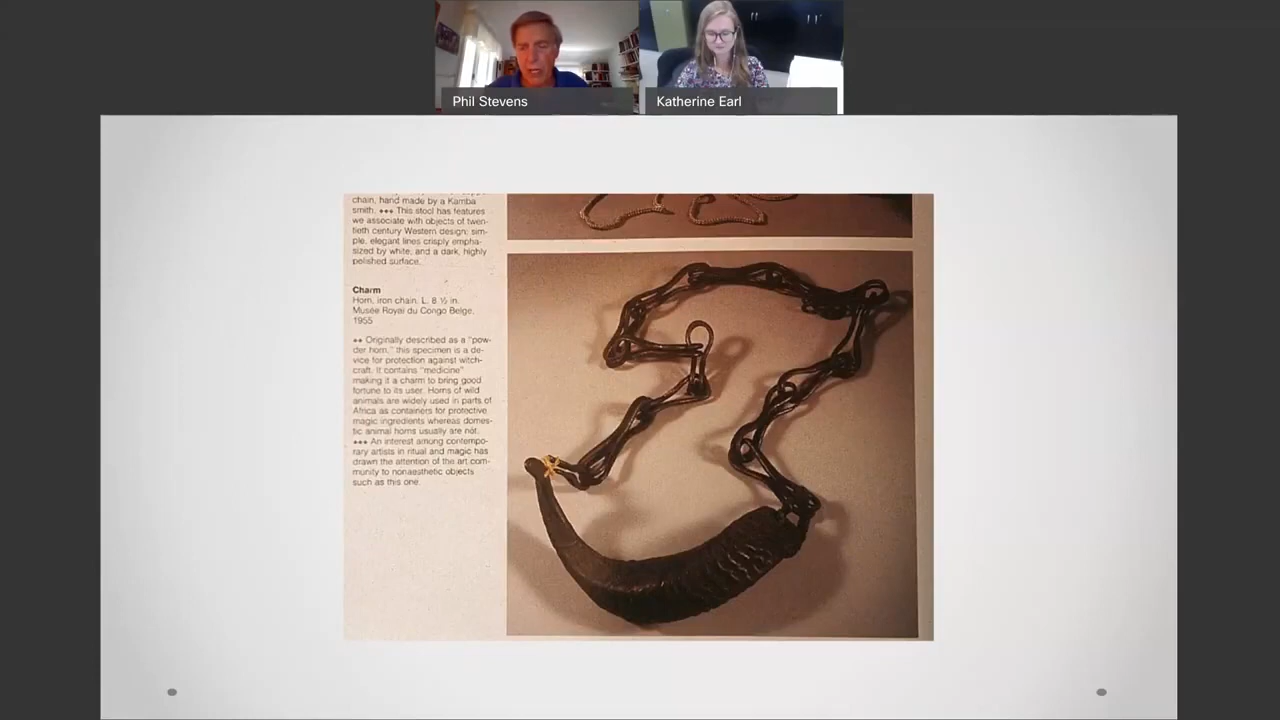 Phil Stevens
Katherine Earl
chain, hand made by a Kamba
smith. ••• This stool has features
we associate with objects of twen-
tieth century Western design; sim-
ple, elegant lines crisply empha-
sized by white, and a dark, highly
polished surface.
Charm
Horn, iron chain. L. 8 ½ in.
Musée Royal du Congo Belge,
1955
•• Originally described as a "pow-
der horn," this specimen is a de-
vice for protection against witch-
craft. It contains "medicine"
making it a charm to bring good
fortune to its user. Horns of wild
animals are widely used in parts of
Africa as containers for protective
magic ingredients whereas domes-
tic animal horns usually are not.
••• An interest among contempo-
rary artists in ritual and magic has
drawn the attention of the art com-
munity to nonaesthetic objects
such as this one.